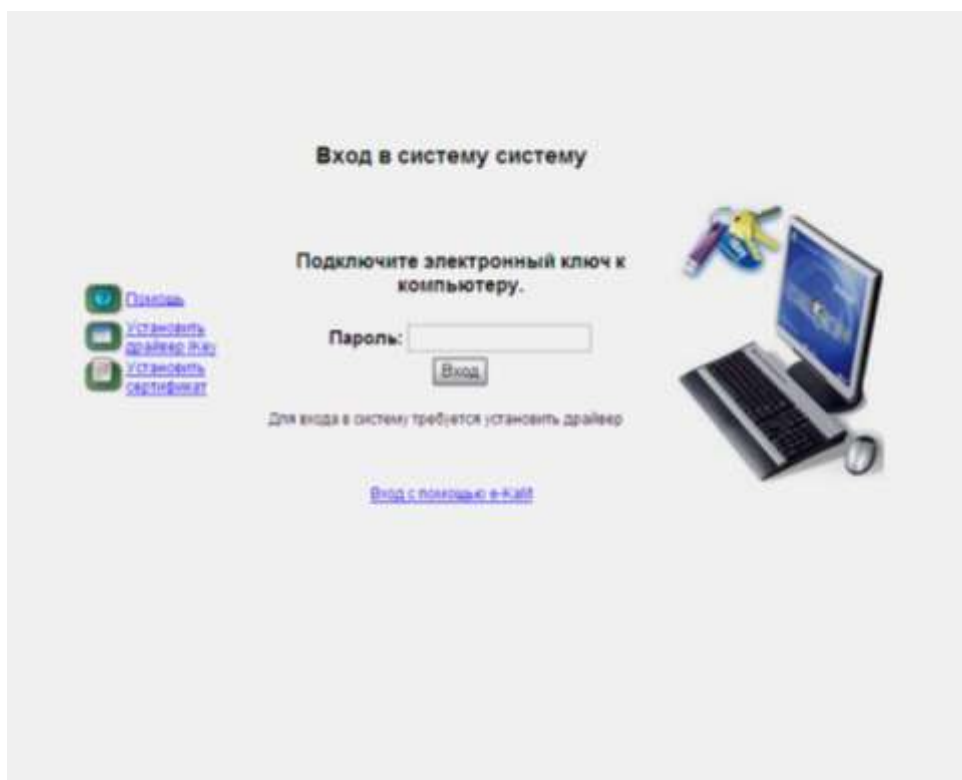 Вход в систему систему
Подключите электронный ключ к
компьютеру.
Помощь
Установить
драйвер iKey
Установить
сертификат
Пароль:
Вход
Для входа в систему требуется установить драйвер
Вход с помощью e-Kalit